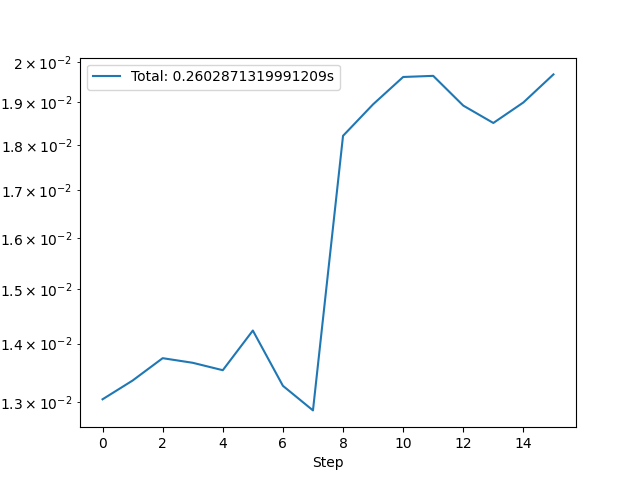 Total: 0.2602871319991209s
2 × 10⁻²
1.9 × 10⁻²
1.8 × 10⁻²
1.7 × 10⁻²
1.6 × 10⁻²
1.5 × 10⁻²
1.4 × 10⁻²
1.3 × 10⁻²
0 2 4 6 8 10 12 14
Step